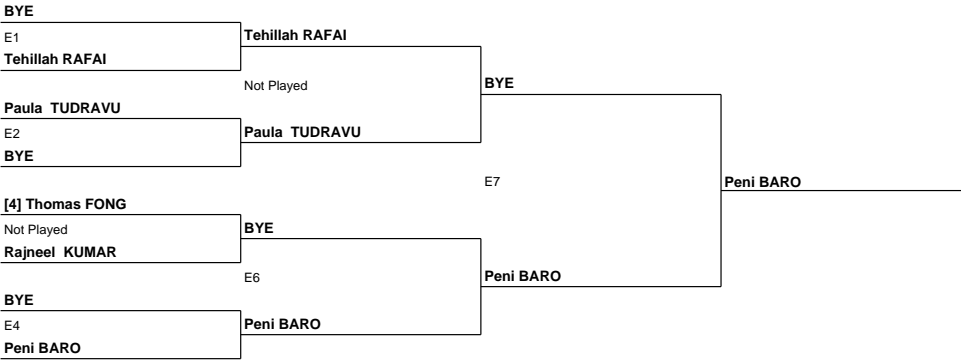 BYE
E1
Tehillah RAFAI
Tehillah RAFAI
Not Played
Paula TUDRAVU
E2
BYE
Paula TUDRAVU
BYE
E7
[4] Thomas FONG
Not Played
Rajneel KUMAR
BYE
E6
BYE
E4
Peni BARO
Peni BARO
Peni BARO
Peni BARO